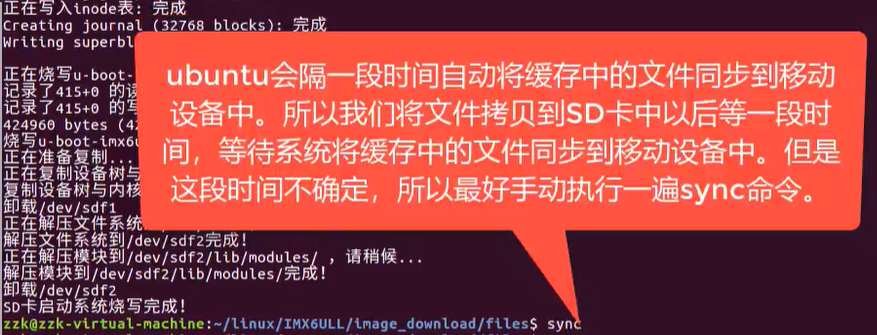 正在写入inode表: 完成
Creating journal (32768 blocks): 完成
Writing superbl
ubuntu会隔一段时间自动将缓存中的文件同步到移动
设备中。所以我们将文件拷贝到SD卡中以后等一段时
间，等待系统将缓存中的文件同步到移动设备中。但是
这段时间不确定，所以最好手动执行一遍sync命令。
正在烧写u-boot-
记录了415+0 的读
记录了415+0 的写
424960 bytes (42
烧写u-boot-imx6u
正在准备复制...
正在复制设备树与
复制设备树与内核
卸载/dev/sdf1
正在解压文件系统
解压文件系统到/dev/sdf2完成！
正在解压模块到/dev/sdf2/lib/modules/ ，请稍候...
解压模块到/dev/sdf2/lib/modules/完成！
卸载/dev/sdf2
SD卡启动系统烧写完成！
zzk@zzk-virtual-machine:~/linux/IMX6ULL/image_download/files$ sync